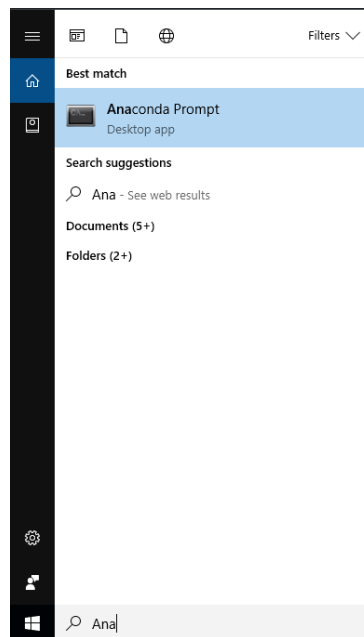 Filters
Best match
Anaconda Prompt
Desktop app
Search suggestions
Ana - See web results
Documents (5+)
Folders (2+)
Ana